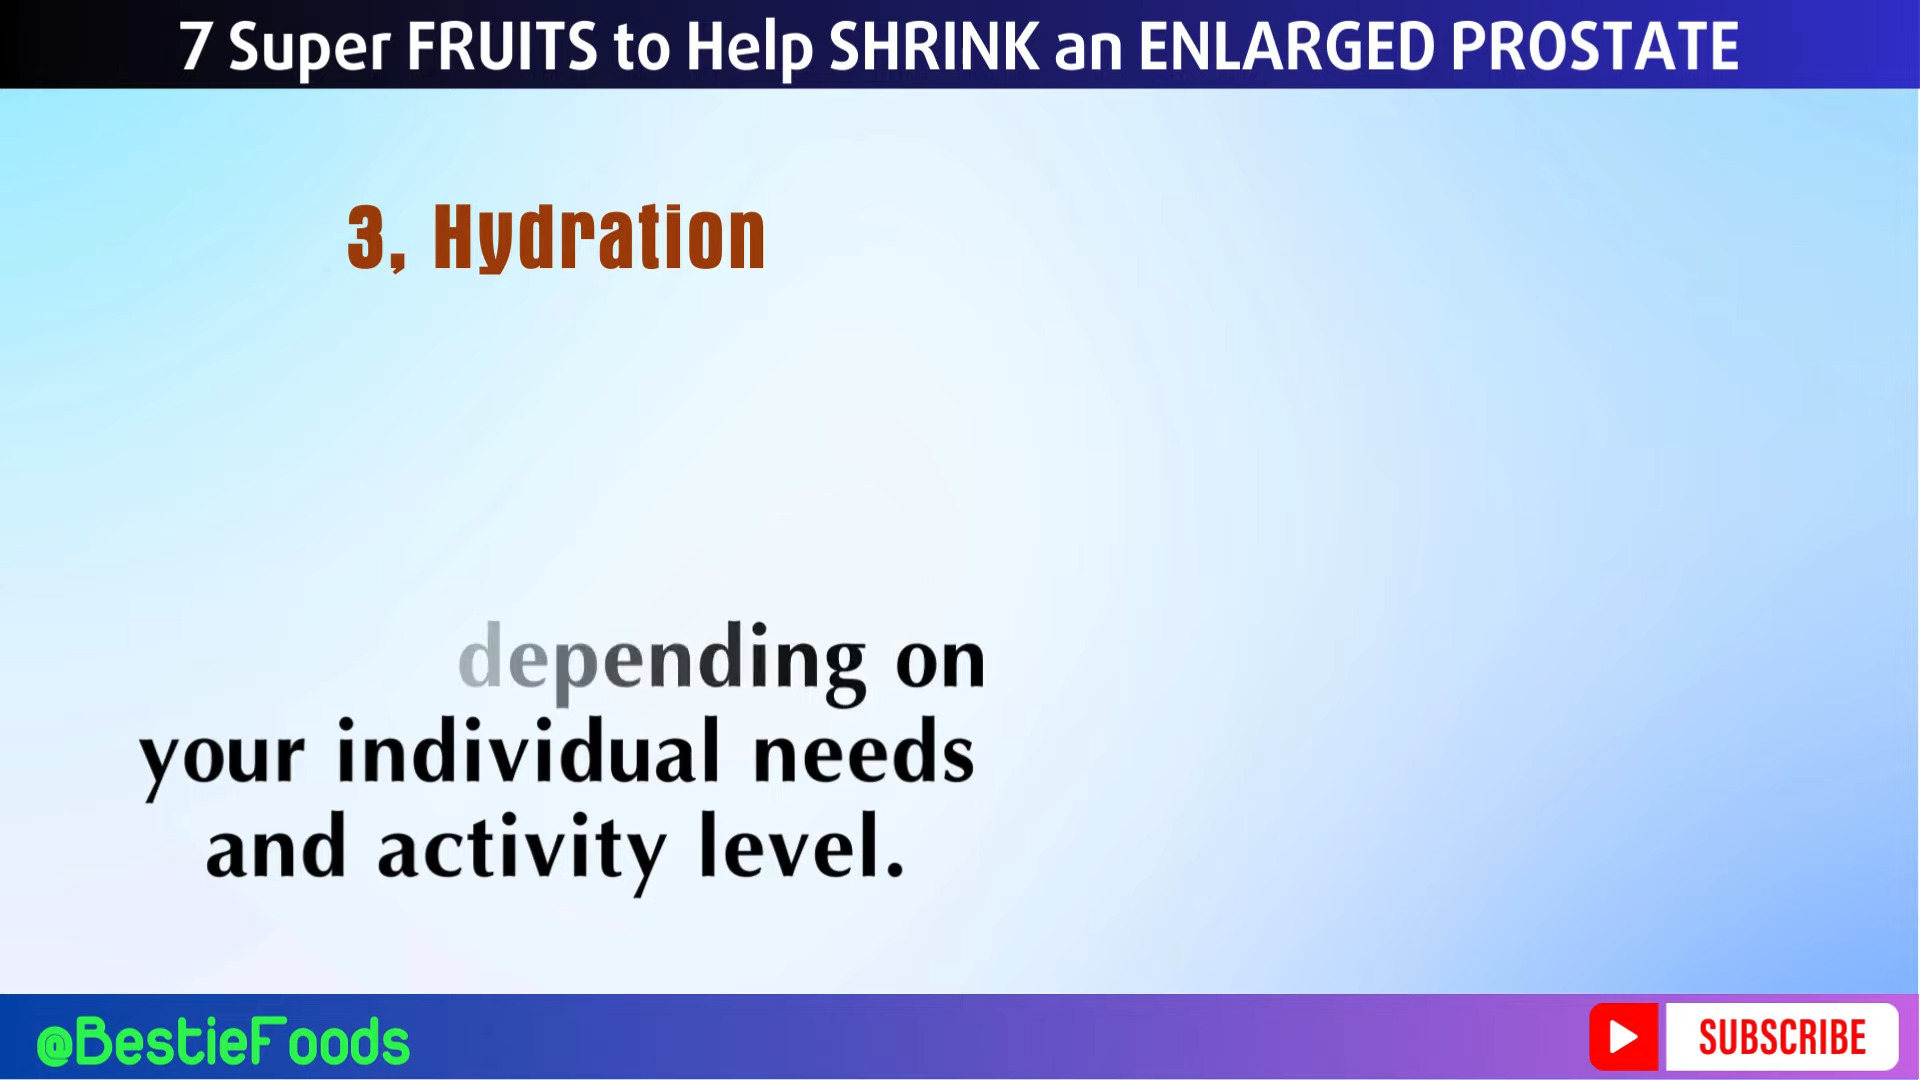 7 Super FRUITS to Help SHRINK an ENLARGED PROSTATE
3, Hydration
depending on
your individual needs
and activity level.
@BestieFoods
SUBSCRIBE